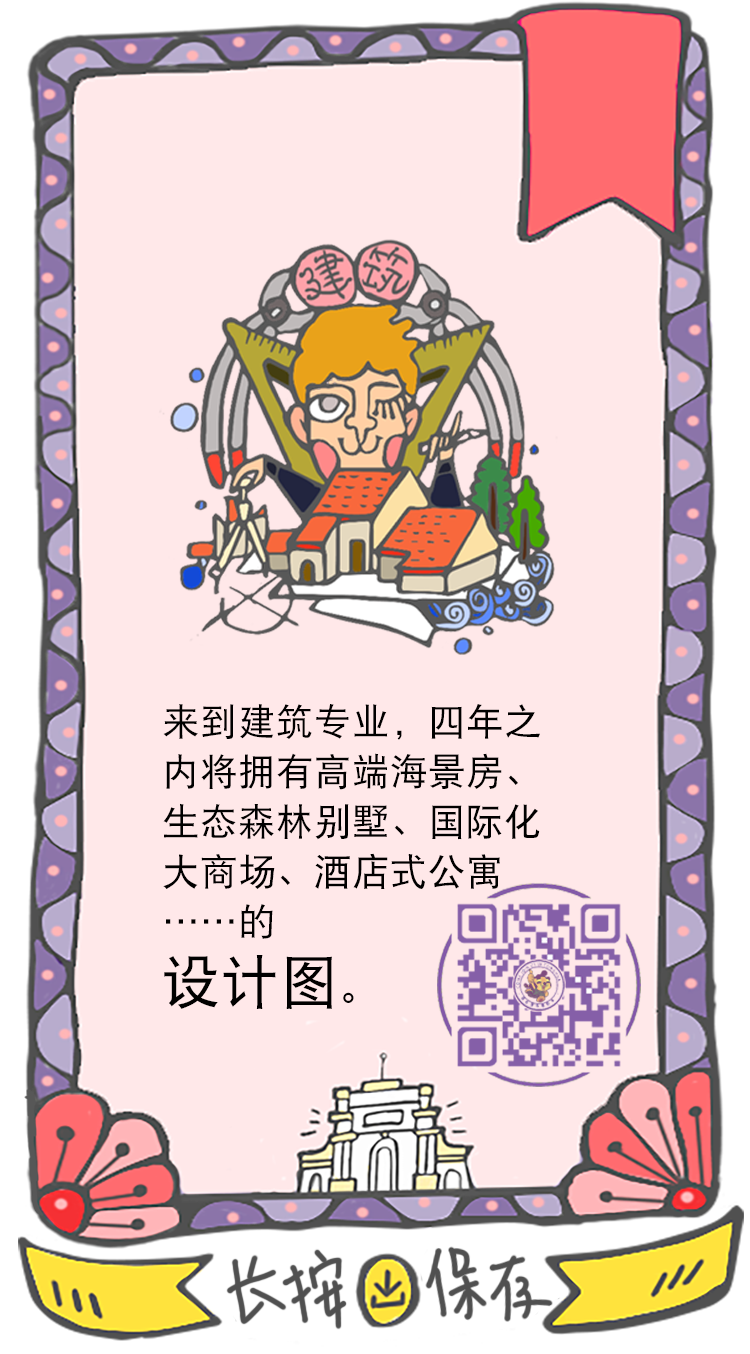 建筑
来到建筑专业，四年之
内将拥有高端海景房、
生态森林别墅、国际化
大商场、酒店式公寓
……的
设计图。
长按保存